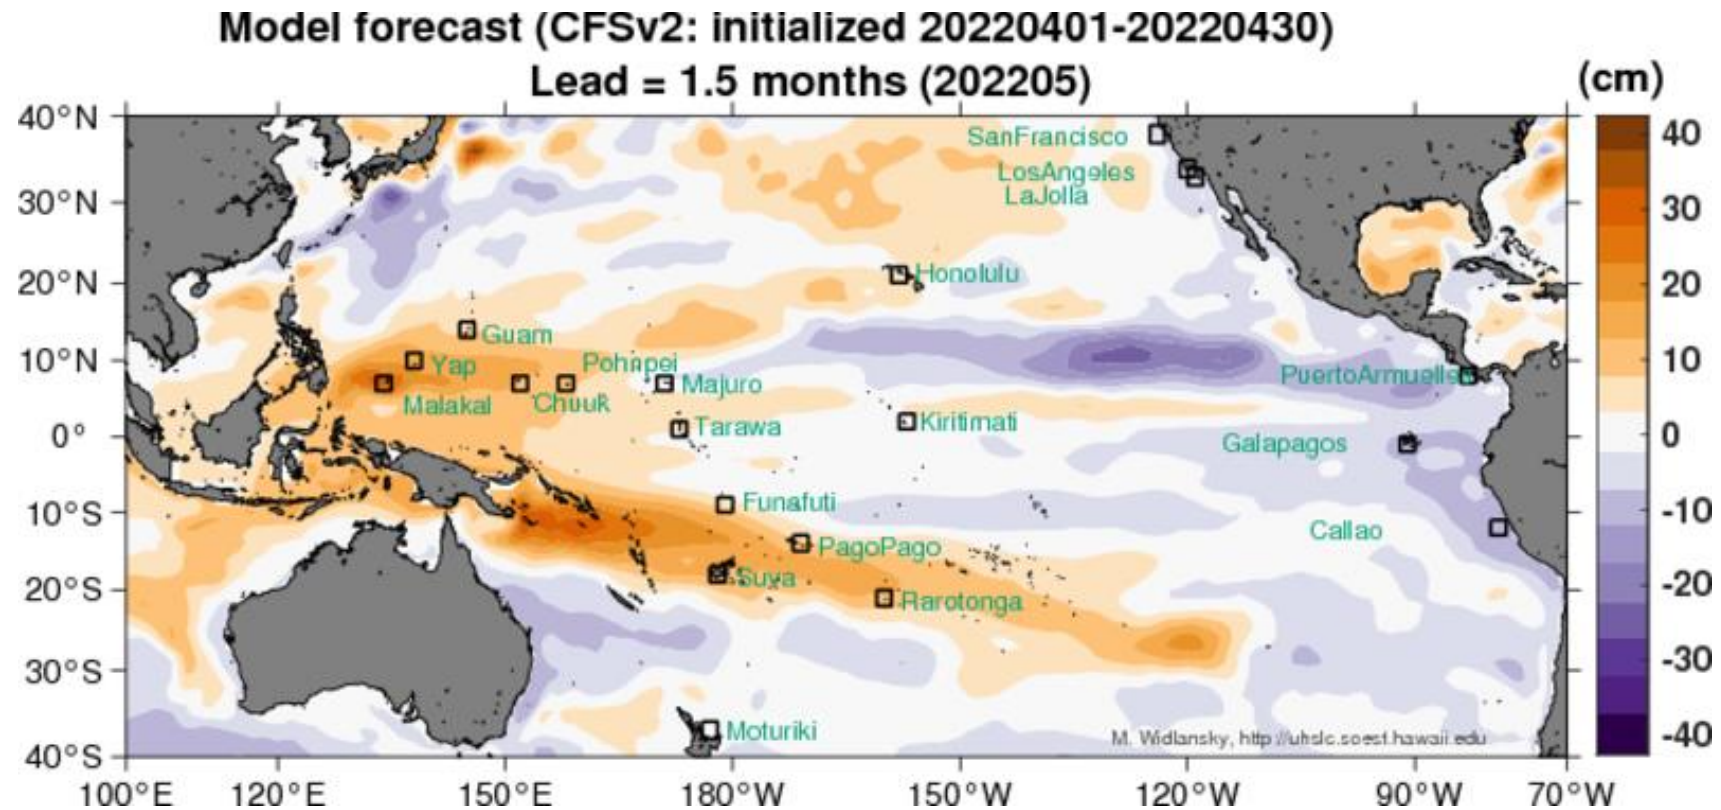 Model forecast (CFSv2: initialized 20220401-20220430)
Lead = 1.5 months (202205)
(cm)
40°N
30°N
20°N
10°N
0°
10°S
20°S
30°S
40°S
SanFrancisco
LosAngeles
LaJolla
Honolulu
Guam
Yap
Pohnpei
Malakal
Chuuk
Majuro
PuertoArmuelles
Tarawa
Kiritimati
Galapagos
Funafuti
Callao
PagoPago
Suva
Rarotonga
Moturiki
M. Widlansky, http://uhslc.soest.hawaii.edu
100°E 120°E 150°E 180°W 150°W 120°W 90°W 70°W
40
30
20
10
0
-10
-20
-30
-40